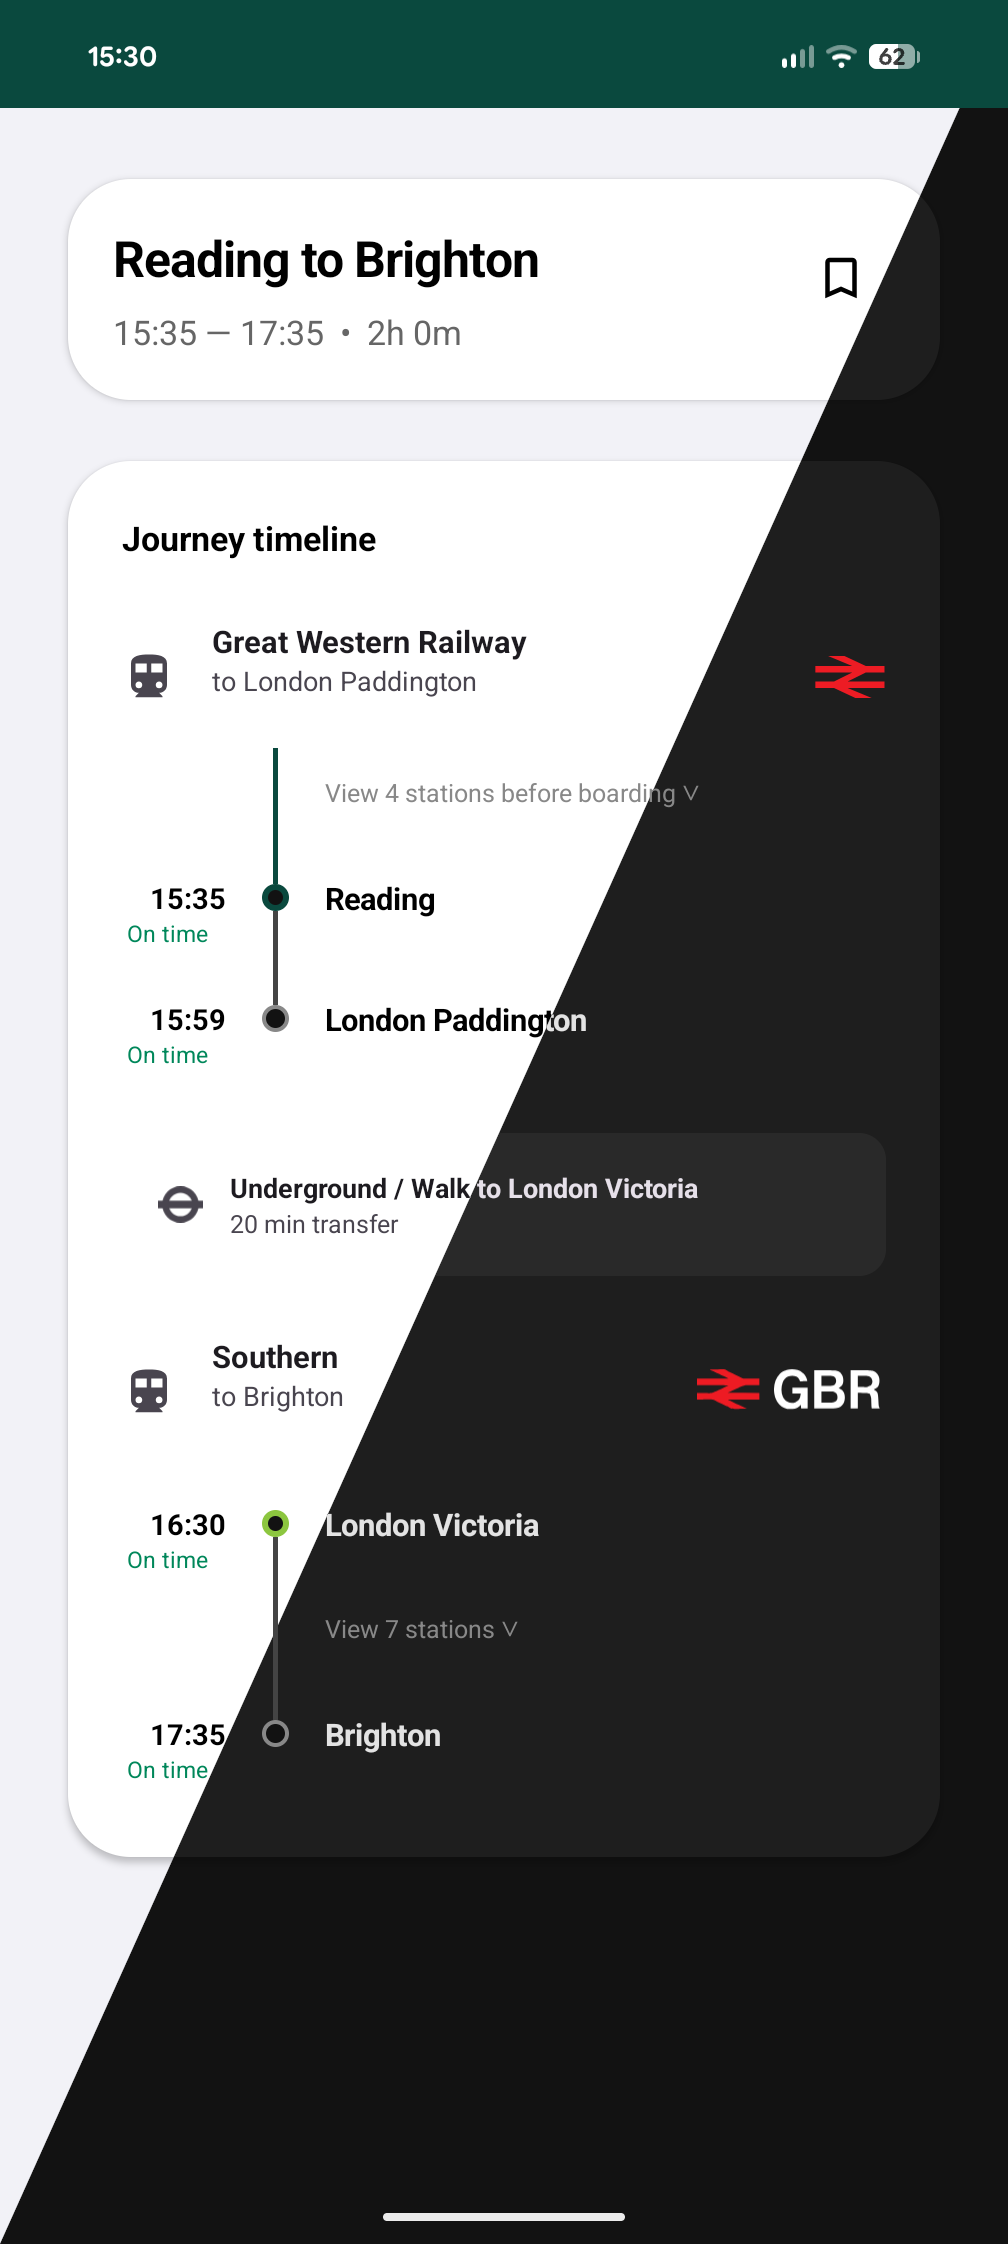 15:30
62
Reading to Brighton
15:35 — 17:35 • 2h 0m
Journey timeline
Great Western Railway
to London Paddington
View 4 stations before boarding
15:35 Reading
On time
15:59 London Paddington
On time
Underground / Walk to London Victoria
20 min transfer
Southern
to Brighton
GBR
16:30 London Victoria
On time
View 7 stations
17:35 Brighton
On time